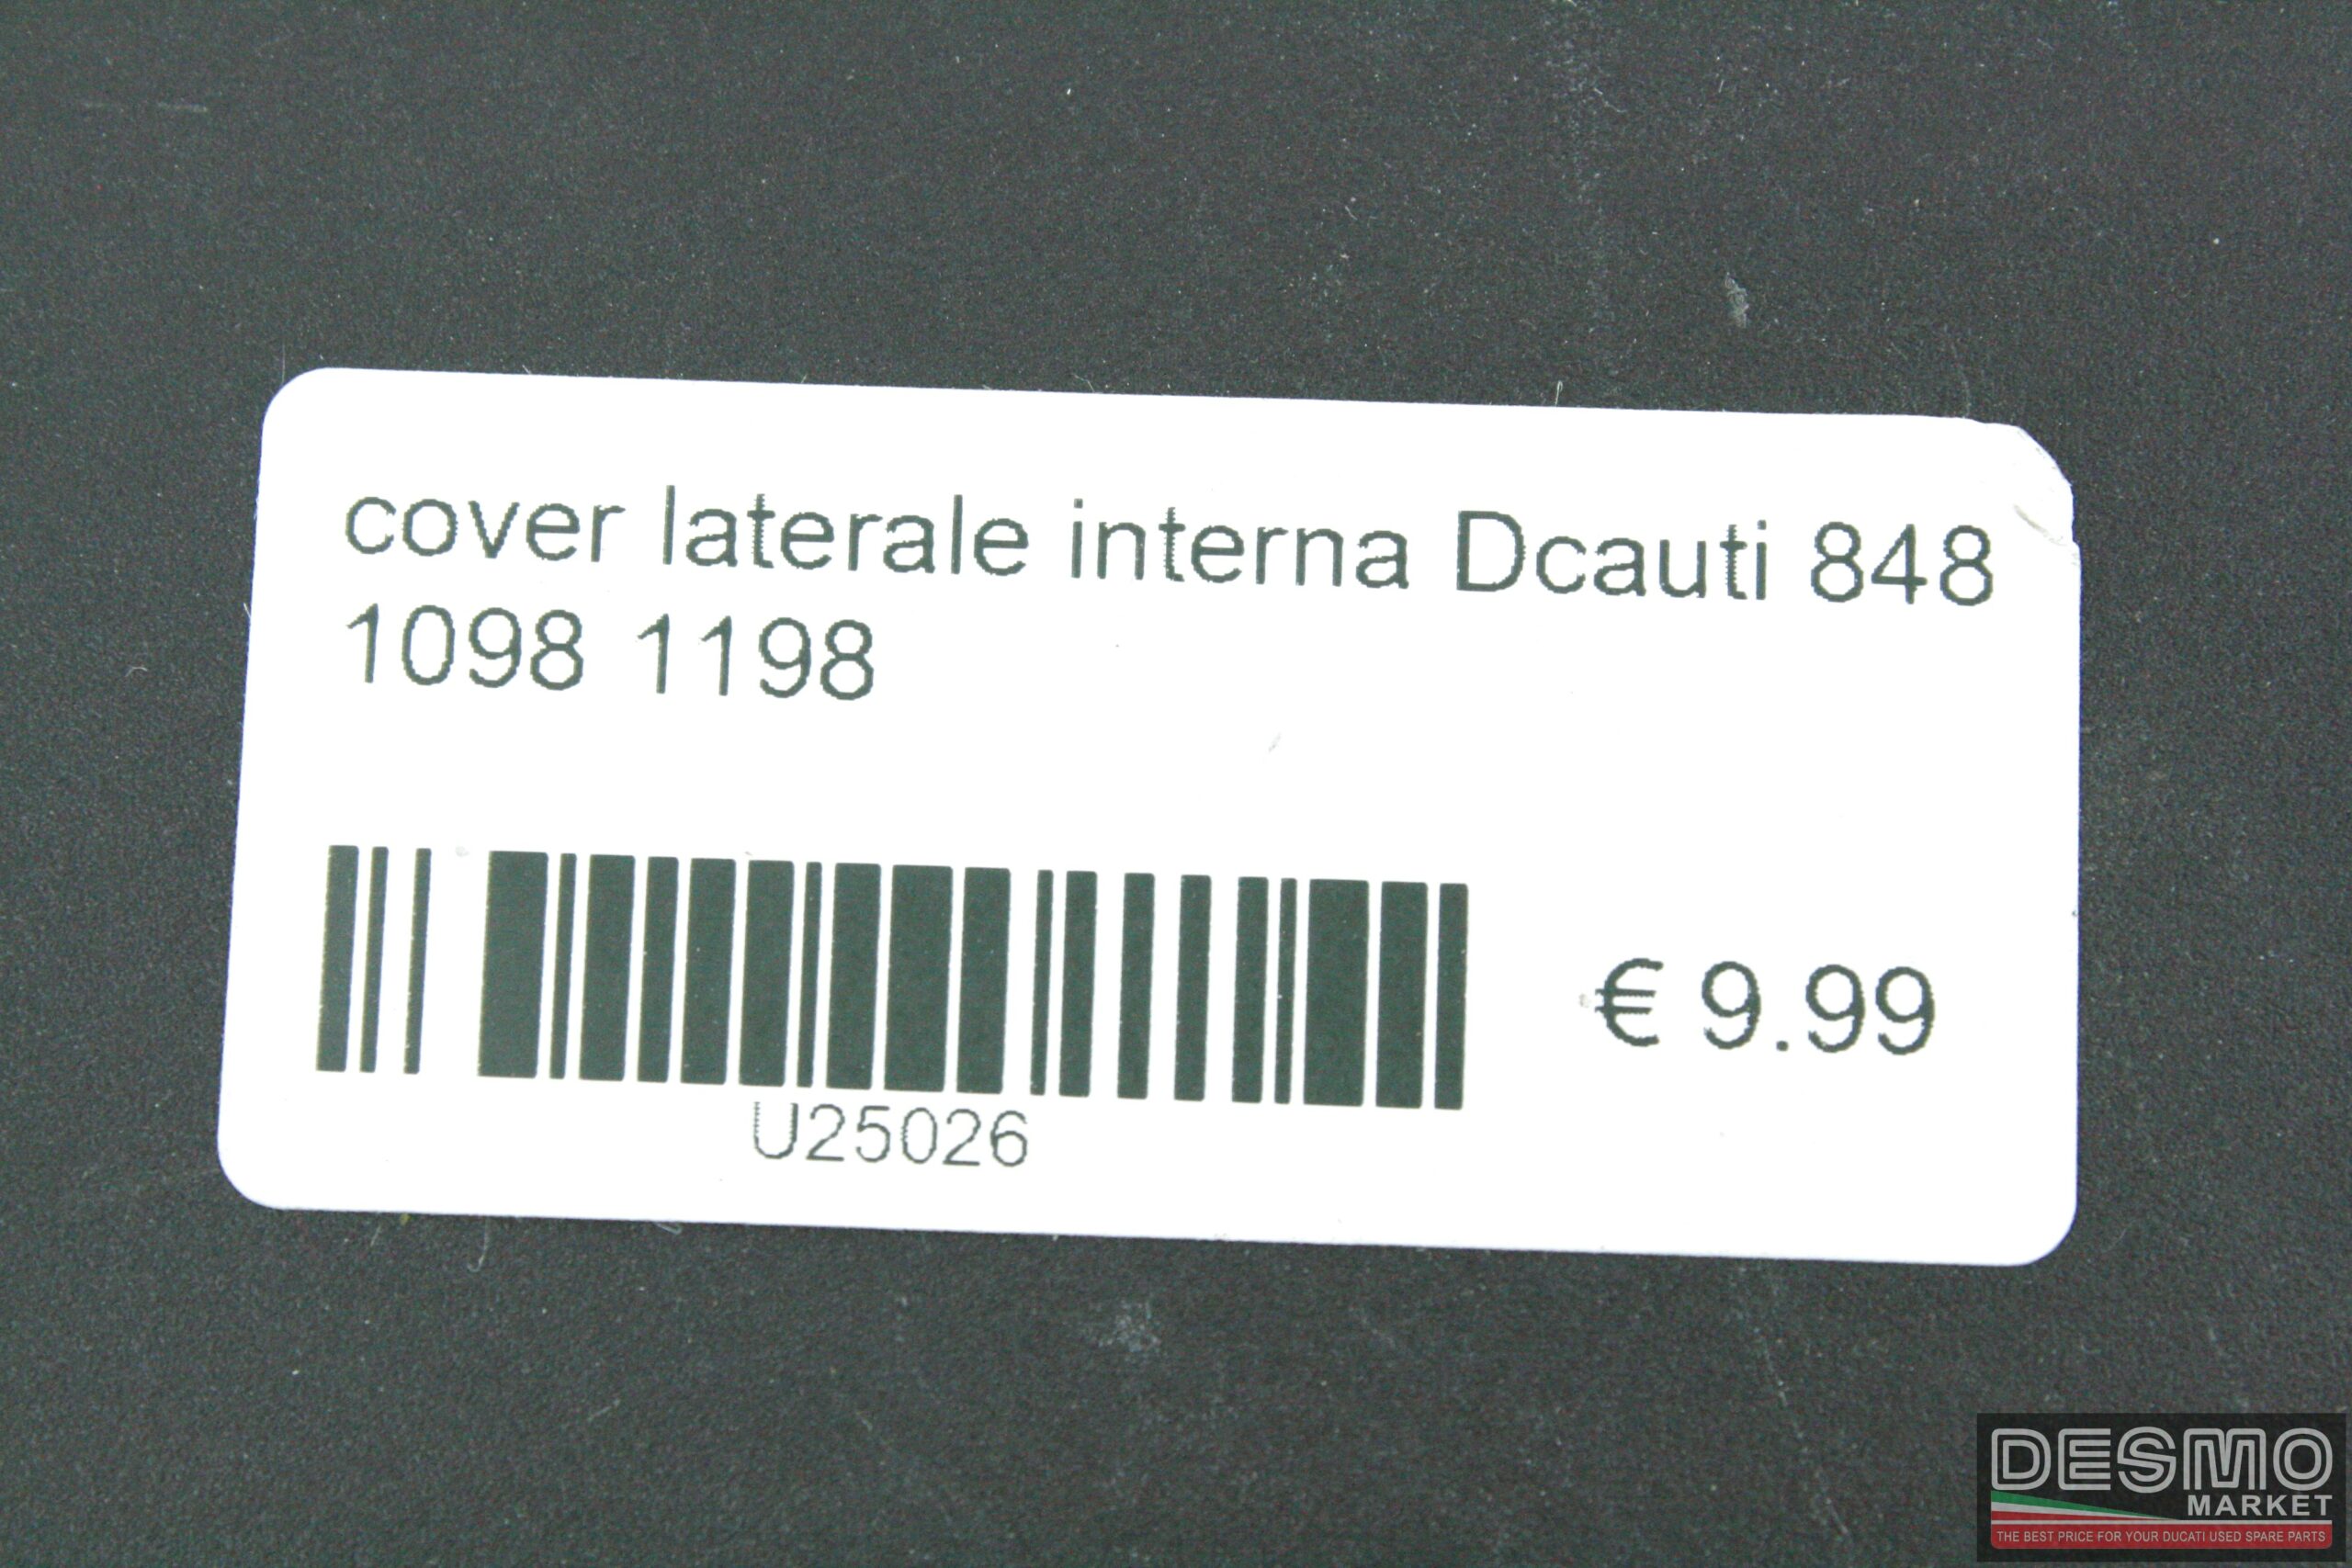 cover laterale interna Dcauti 848
1098 1198
€ 9.99
U25026
DESMO
MARKET
THE BEST PRICE FOR YOUR DUCATI USED SPARE PARTS